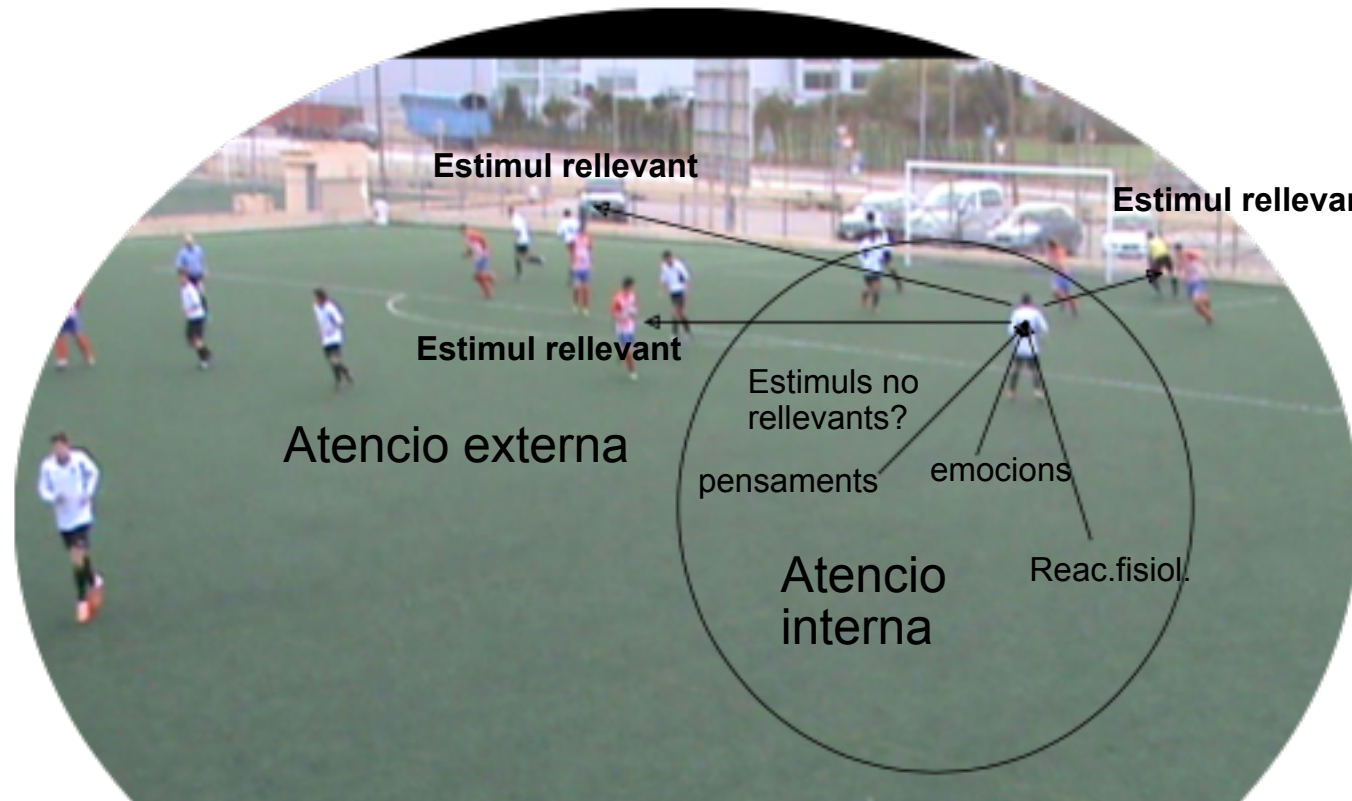 Estimul rellevant
Estimul rellevan
Estimul rellevant
Estimuls no
rellevants?
Atencio externa
pensaments
emocions
Atencio
interna
Reac.fisiol.